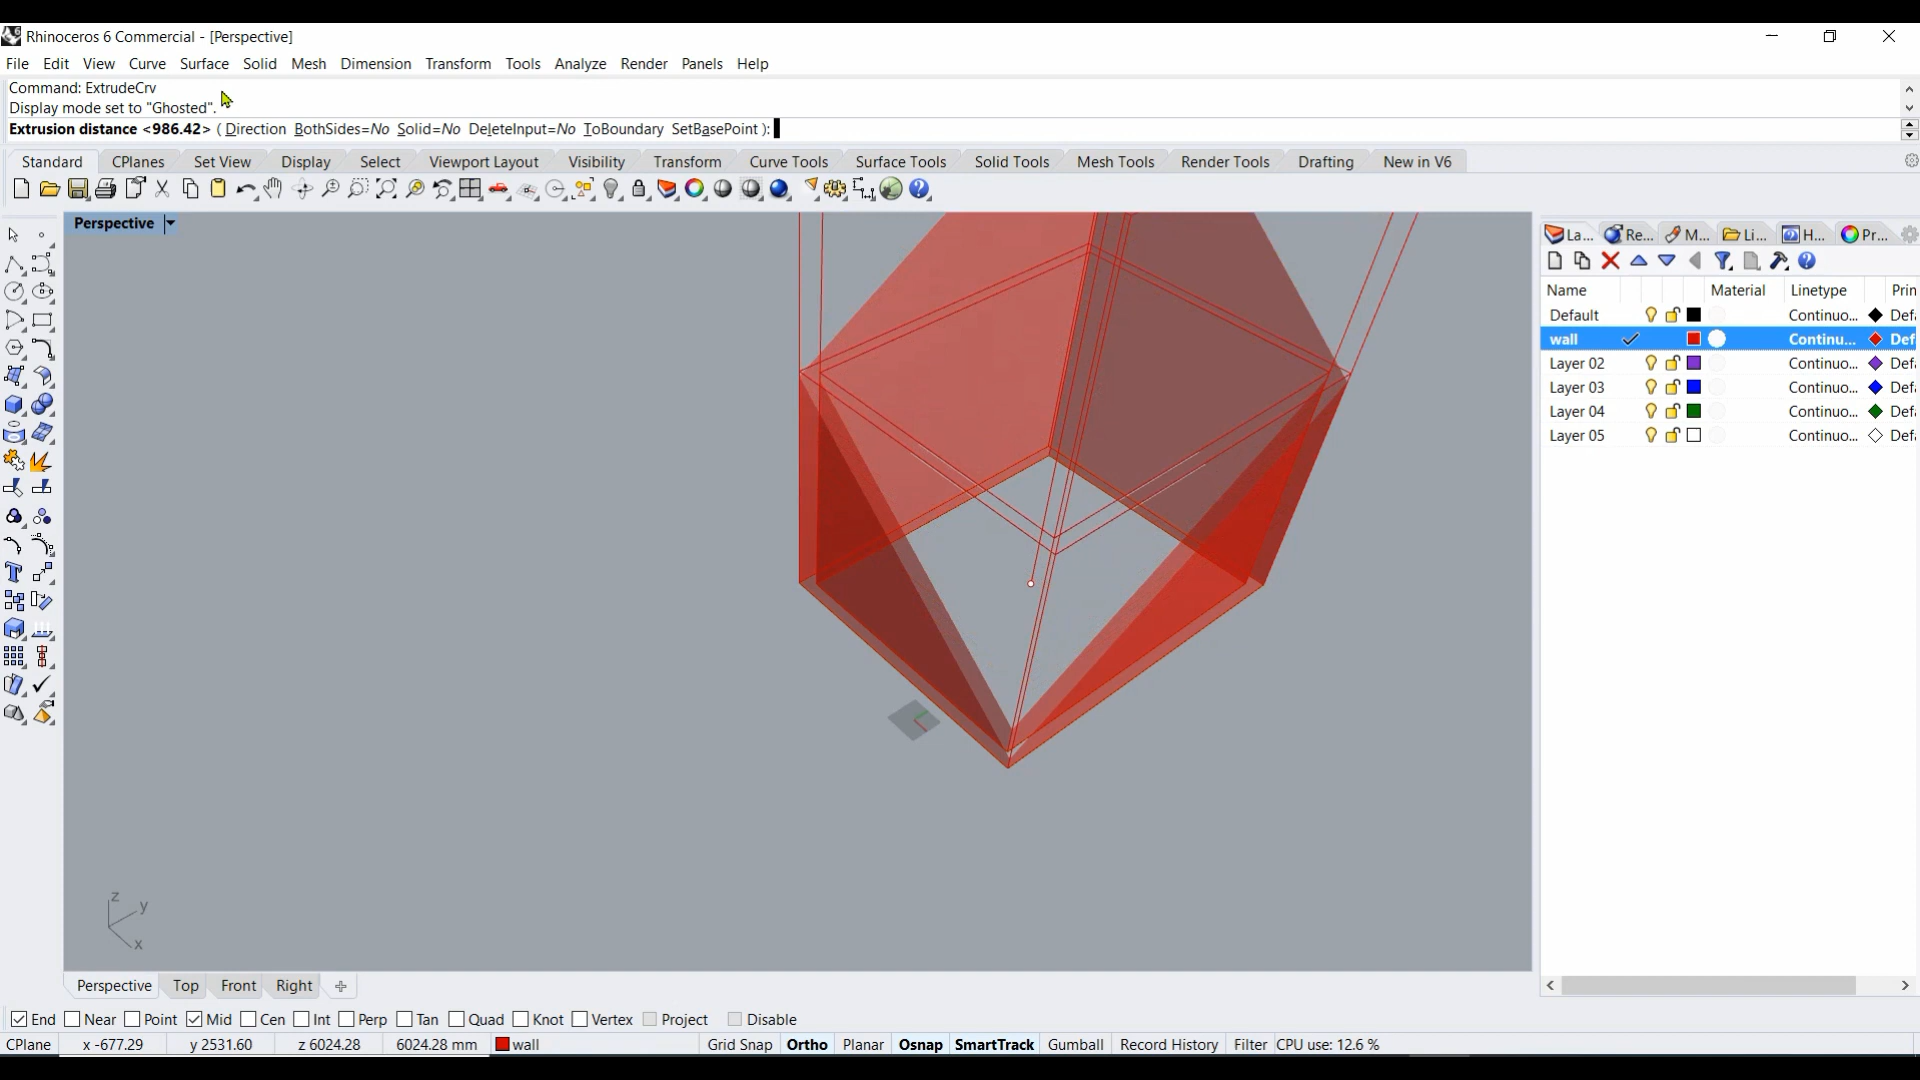 Rhinoceros 6 Commercial - [Perspective]
File Edit View Curve Surface Solid Mesh Dimension Transform Tools Analyze Render Panels Help
Command: ExtrudeCrv
Display mode set to "Ghosted".
Extrusion distance <986.42> ( Direction BothSides=No Solid=No DeleteInput=No ToBoundary SetBasePoint ):
Standard CPlanes Set View Display Select Viewport Layout Visibility Transform Curve Tools Surface Tools Solid Tools Mesh Tools Render Tools Drafting New in V6
Perspective
La... Re... M... Li... H... Pr...
Name Material Linetype Prin
Default Continuo... Def
wall Continu... Def
Layer 02 Continuo... Def
Layer 03 Continuo... Def
Layer 04 Continuo... Def
Layer 05 Continuo... Def
z
y
x
Perspective Top Front Right
End Near Point Mid Cen Int Perp Tan Quad Knot Vertex Project Disable
CPlane x -677.29 y 2531.60 z 6024.28 6024.28 mm wall Grid Snap Ortho Planar Osnap SmartTrack Gumball Record History Filter CPU use: 12.6 %